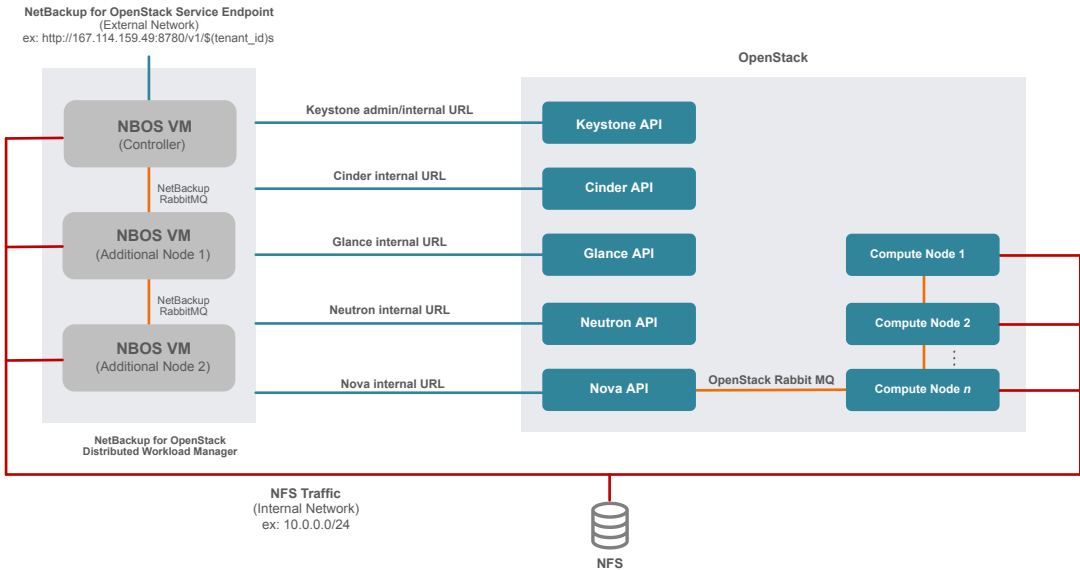 NetBackup for OpenStack Service Endpoint
(External Network)
ex: http://167.114.159.49:8780/v1/$(tenant_id)s
OpenStack
NBOS VM
(Controller)
NetBackup
RabbitMQ
NBOS VM
(Additional Node 1)
NetBackup
RabbitMQ
NBOS VM
(Additional Node 2)
NetBackup for OpenStack
Distributed Workload Manager
Keystone admin/internal URL
Keystone API
Cinder internal URL
Cinder API
Glance internal URL
Glance API
Neutron internal URL
Neutron API
Nova internal URL
Nova API
OpenStack Rabbit MQ
Compute Node 1
Compute Node 2
⋮
Compute Node n
NFS Traffic
(Internal Network)
ex: 10.0.0.0/24
NFS